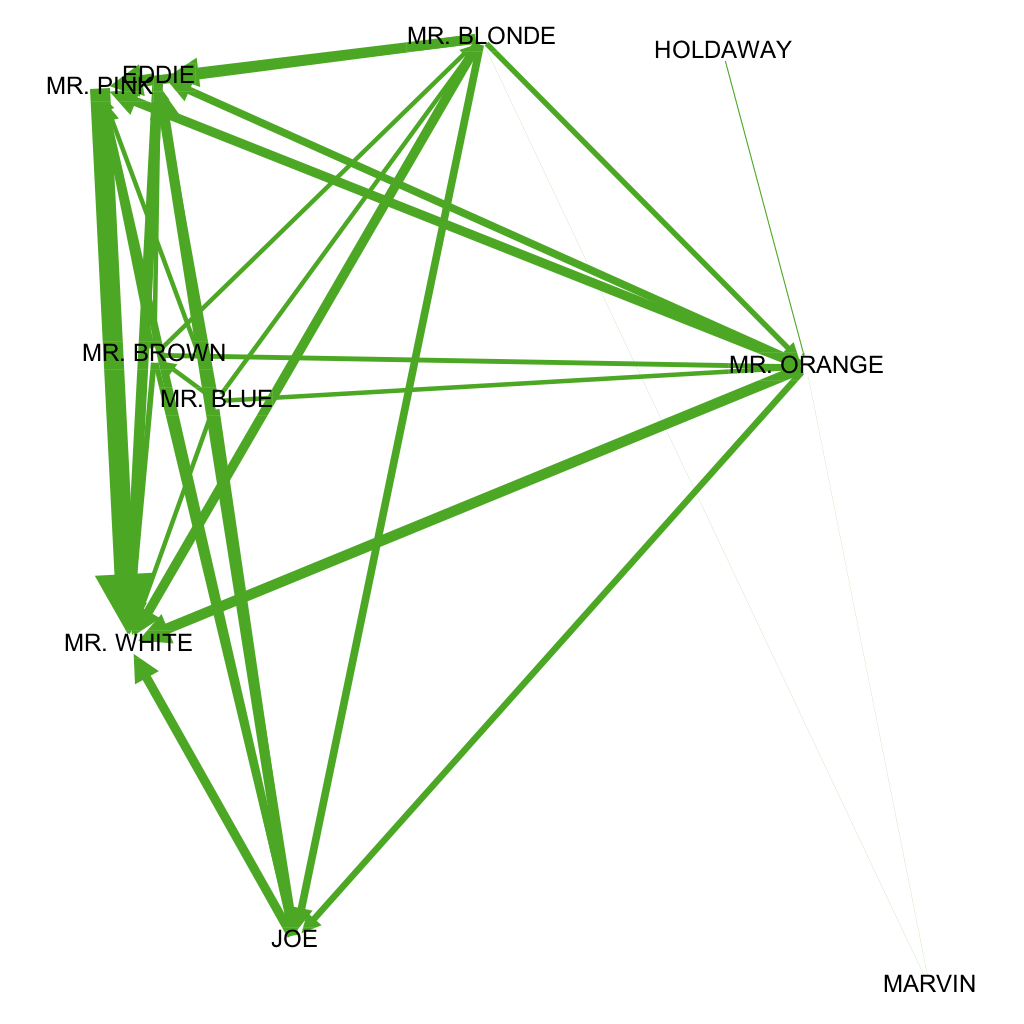 MR. BLONDE
HOLDAWAY
EDDIE
MR. PINK
MR. BROWN
MR. ORANGE
MR. BLUE
MR. WHITE
JOE
MARVIN